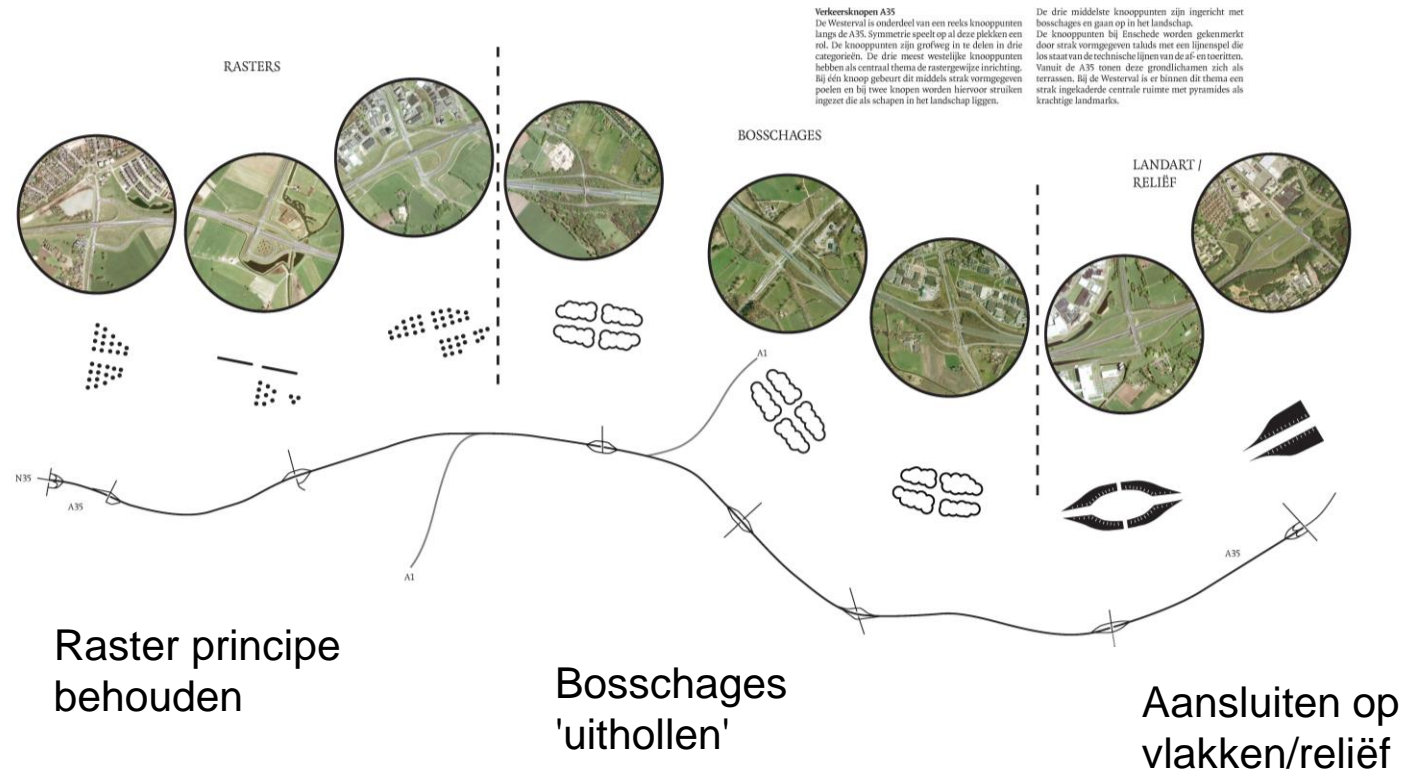 Verkeersknopen A35
De Westerval is onderdeel van een reeks knooppunten
langs de A35. Symmetrie speelt op al deze plekken een
rol. De knooppunten zijn grofweg in te delen in drie
categorieën. De drie meest westelijke knooppunten
hebben als centraal thema de rastergewijze inrichting.
Bij één knoop gebeurt dit middels strak vormgegeven
poelen en bij twee knopen worden hiervoor struiken
ingezet die als schapen in het landschap liggen.
De drie middelste knooppunten zijn ingericht met
bosschages en gaan op in het landschap.
De knooppunten bij Enschede worden gekenmerkt
door strak vormgegeven taluds met een lijnenspel die
los staat van de technische lijnen van de af- en toeritten.
Vanuit de A35 tonen deze grondlichamen zich als
terrassen. Bij de Westerval is er binnen dit thema een
strak ingekaderde centrale ruimte met pyramides als
krachtige landmarks.
RASTERS
BOSSCHAGES
LANDART /
RELIËF
A1
N35
A35
A1
A35
Raster principe
behouden
Bosschages
'uithollen'
Aansluiten op
vlakken/reliëf